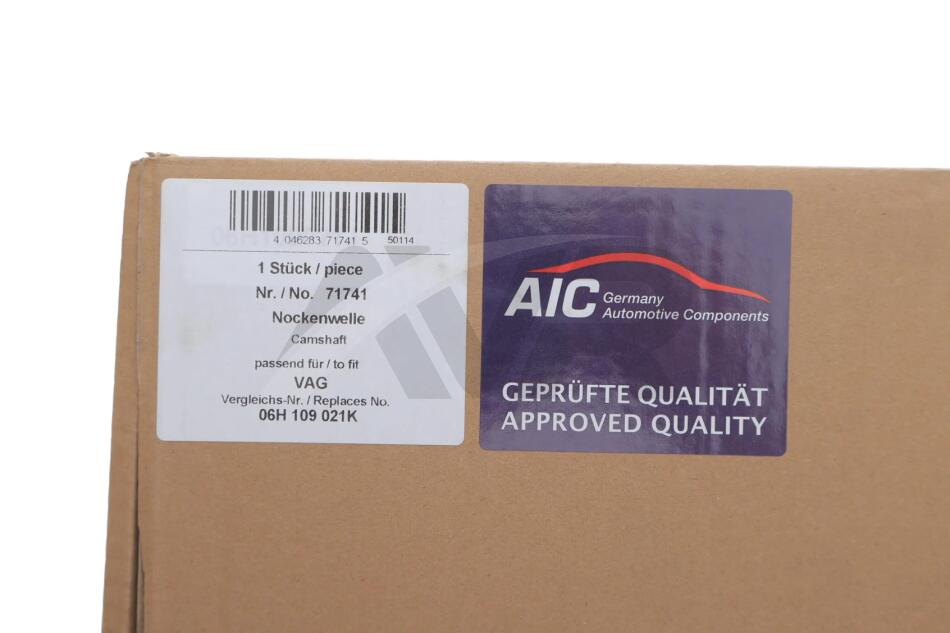 4 046283 71741 5 50114
1 Stück / piece
Nr. / No. 71741
Nockenwelle
Camshaft
passend für / to fit
VAG
Vergleichs-Nr. / Replaces No.
06H 109 021K
AIC Germany
Automotive Components
GEPRÜFTE QUALITÄT
APPROVED QUALITY